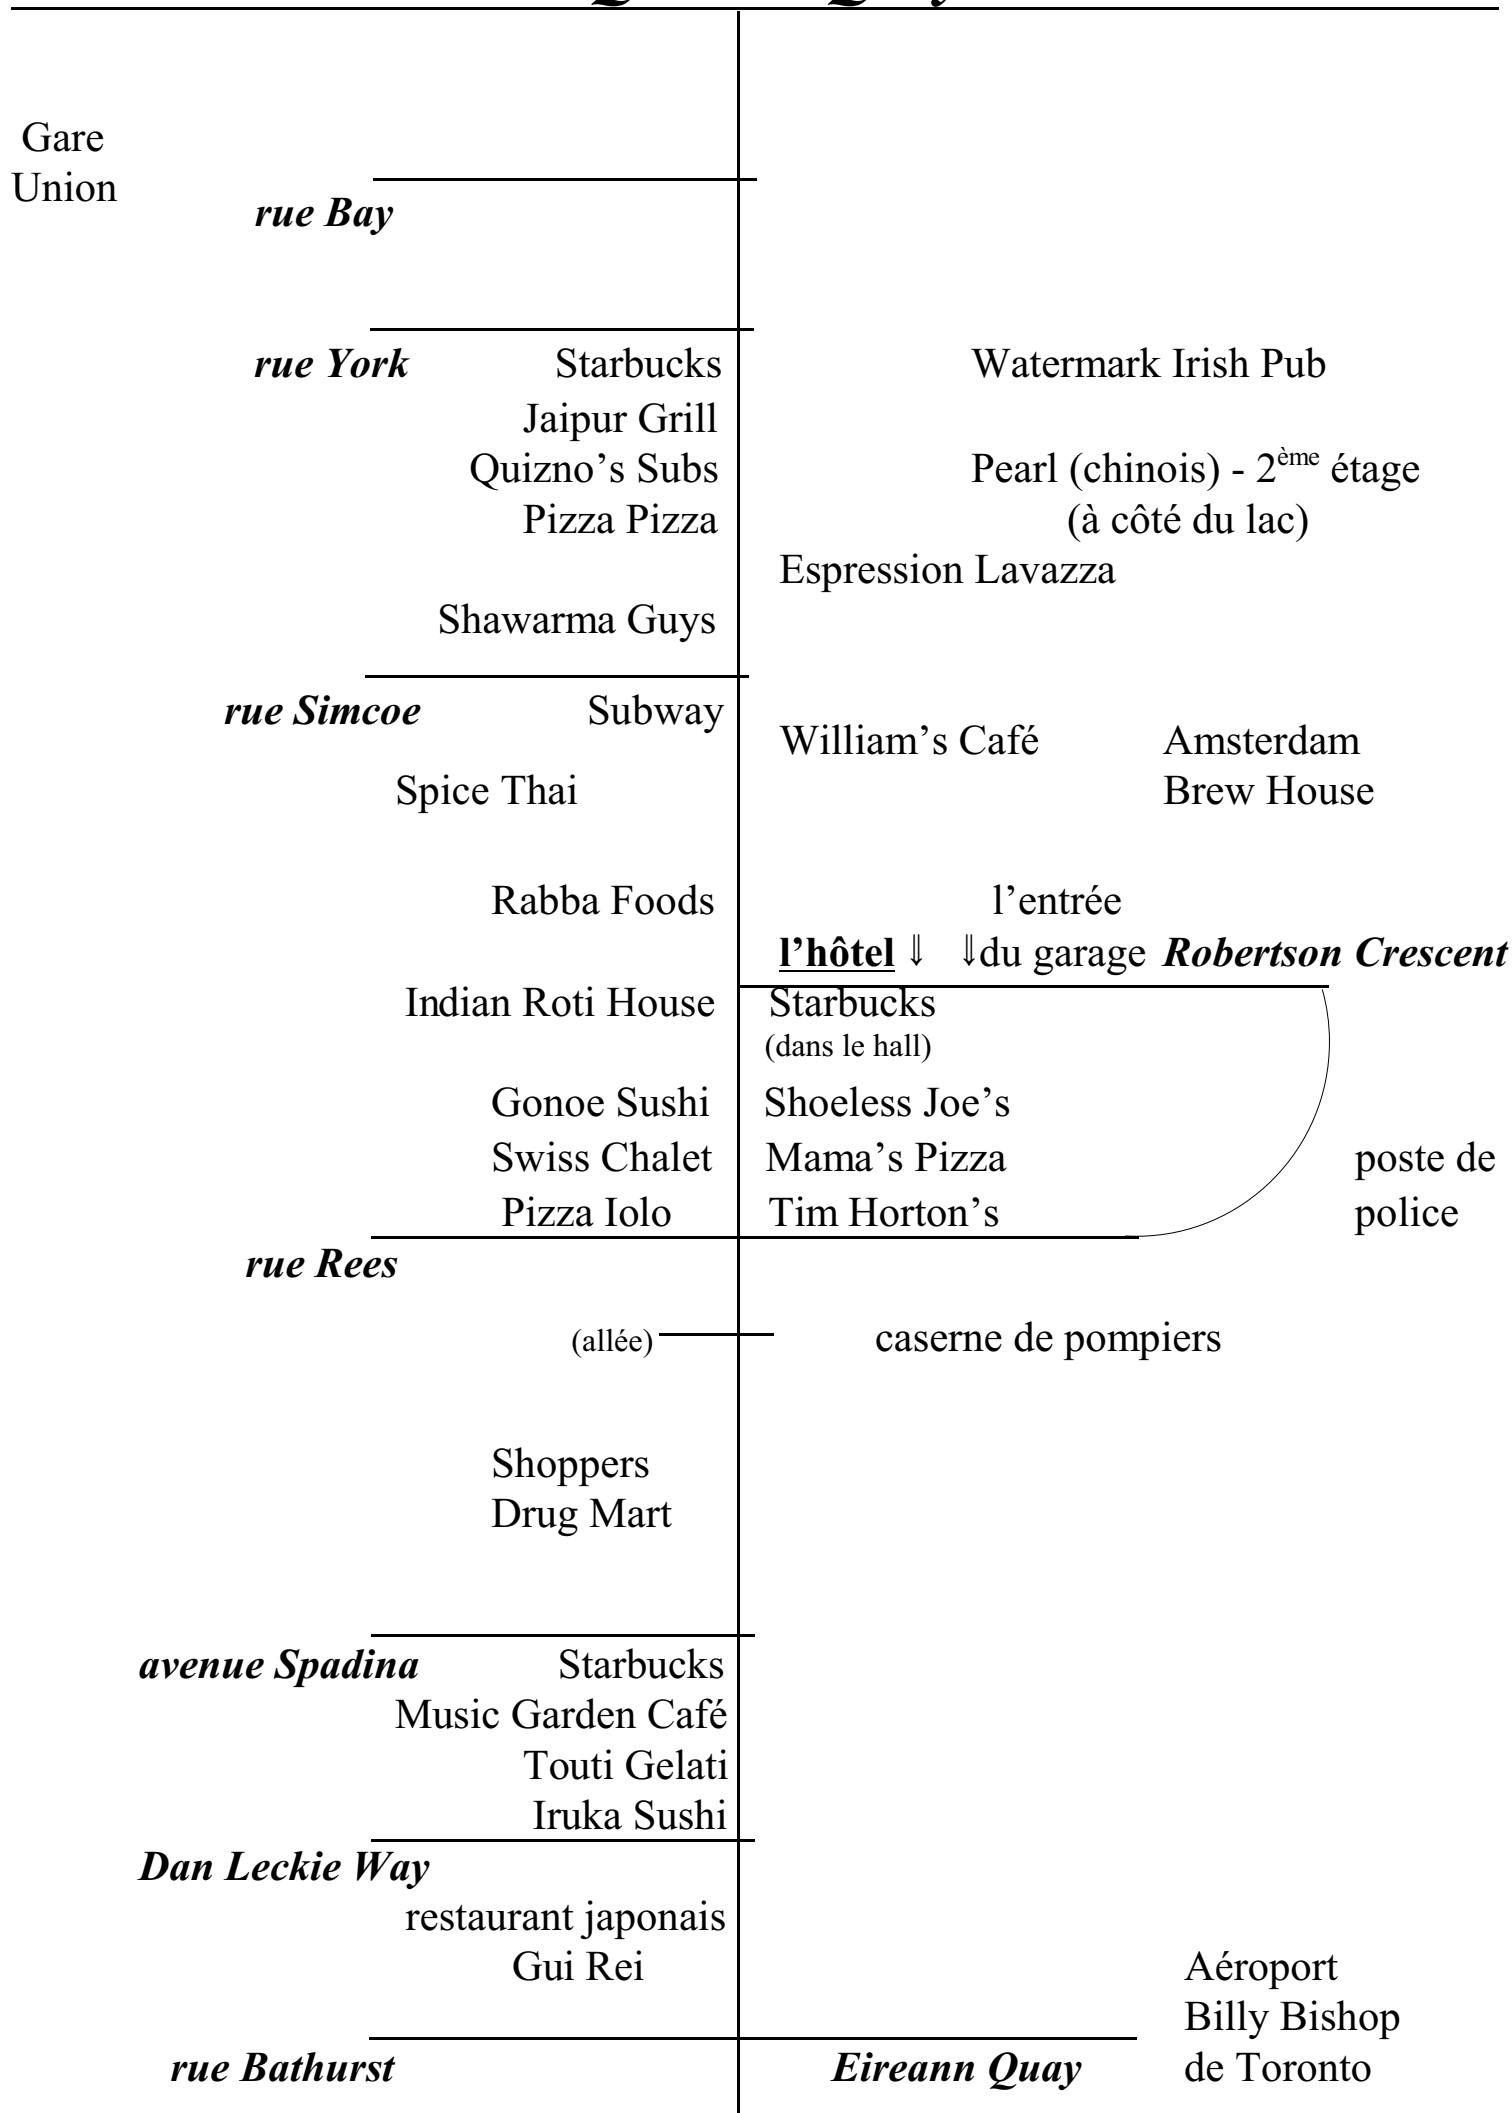 Gare
Union
rue Bay
rue York Starbucks Watermark Irish Pub
Jaipur Grill
Quizno’s Subs Pearl (chinois) - 2ème étage
Pizza Pizza (à côté du lac)
Espression Lavazza
Shawarma Guys
rue Simcoe Subway
William’s Café Amsterdam
Spice Thai Brew House
Rabba Foods l’entrée
l’hôtel ⇓ ⇓du garage Robertson Crescent
Indian Roti House Starbucks
(dans le hall)
Gonoe Sushi Shoeless Joe’s
Swiss Chalet Mama’s Pizza poste de
Pizza Iolo Tim Horton’s police
rue Rees
(allée) caserne de pompiers
Shoppers
Drug Mart
avenue Spadina Starbucks
Music Garden Café
Touti Gelati
Iruka Sushi
Dan Leckie Way
restaurant japonais
Gui Rei Aéroport
Billy Bishop
rue Bathurst Eireann Quay de Toronto